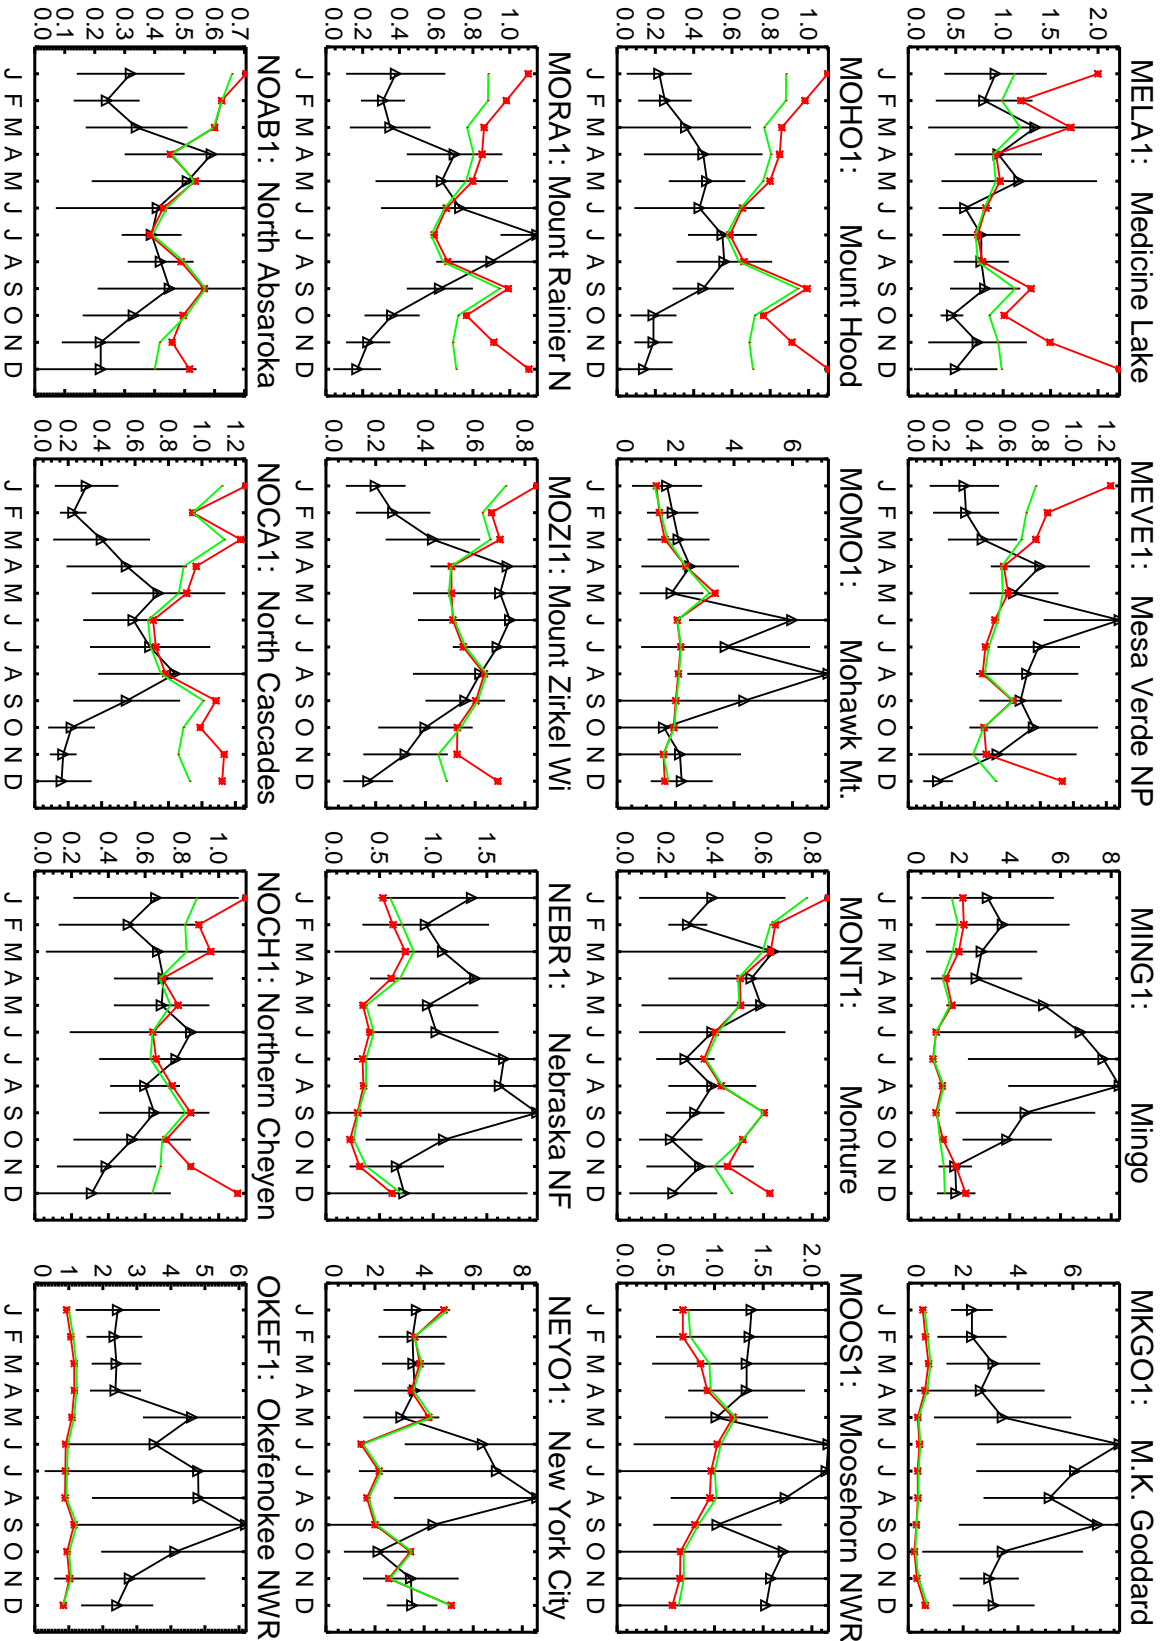 MELA1: Medicine Lake
2.0
1.5
1.0
0.5
0.0
J F M A M J J A S O N D
MEVE1: Mesa Verde NP
1.2
1.0
0.8
0.6
0.4
0.2
0.0
J F M A M J J A S O N D
MING1: Mingo
8
6
4
2
0
J F M A M J J A S O N D
MKGO1: M.K. Goddard
6
4
2
0
J F M A M J J A S O N D
MOHO1: Mount Hood
1.0
0.8
0.6
0.4
0.2
0.0
J F M A M J J A S O N D
MOMO1: Mohawk Mt.
6
4
2
0
J F M A M J J A S O N D
MONT1: Monture
0.8
0.6
0.4
0.2
0.0
J F M A M J J A S O N D
MOOS1: Moosehorn NWR
2.0
1.5
1.0
0.5
0.0
J F M A M J J A S O N D
MORA1: Mount Rainier N
1.0
0.8
0.6
0.4
0.2
0.0
J F M A M J J A S O N D
MOZI1: Mount Zirkel Wi
0.8
0.6
0.4
0.2
0.0
J F M A M J J A S O N D
NEBR1: Nebraska NF
1.5
1.0
0.5
0.0
J F M A M J J A S O N D
NEYO1: New York City
8
6
4
2
0
J F M A M J J A S O N D
NOAB1: North Absaroka
0.7
0.6
0.5
0.4
0.3
0.2
0.1
0.0
J F M A M J J A S O N D
NOCA1: North Cascades
1.2
1.0
0.8
0.6
0.4
0.2
0.0
J F M A M J J A S O N D
NOCH1: Northern Cheyen
1.0
0.8
0.6
0.4
0.2
0.0
J F M A M J J A S O N D
OKEF1: Okefenokee NWR
6
5
4
3
2
1
0
J F M A M J J A S O N D